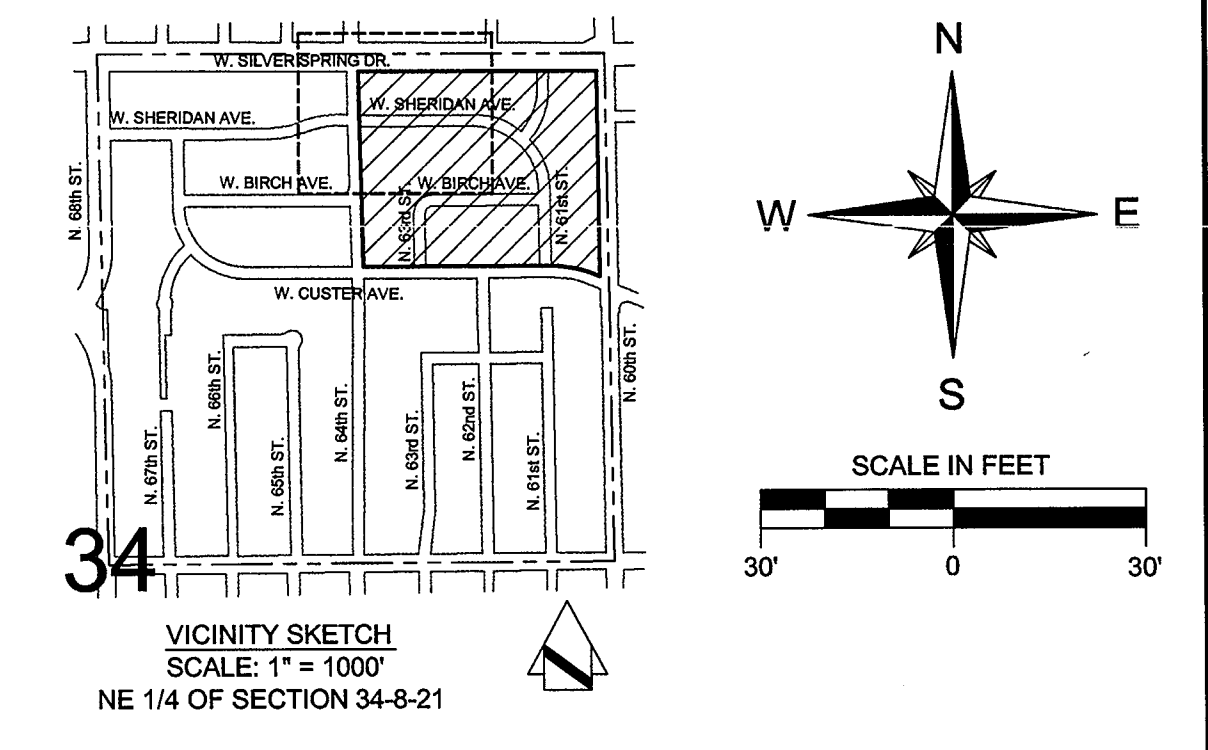 W. SILVER SPRING DR.
W. SHERIDAN AVE.
W. SHERIDAN AVE.
W. BIRCH AVE.
W. BIRCH AVE.
N. 68th ST.
N. 63rd ST.
N. 61st ST.
W. CUSTER AVE.
N. 60th ST.
N. 66th ST.
N. 64th ST.
N. 63rd ST.
N. 62nd ST.
N. 67th ST.
N. 65th ST.
N. 61st ST.
34
VICINITY SKETCH
SCALE: 1" = 1000'
NE 1/4 OF SECTION 34-8-21
N
W
E
S
SCALE IN FEET
30' 0 30'